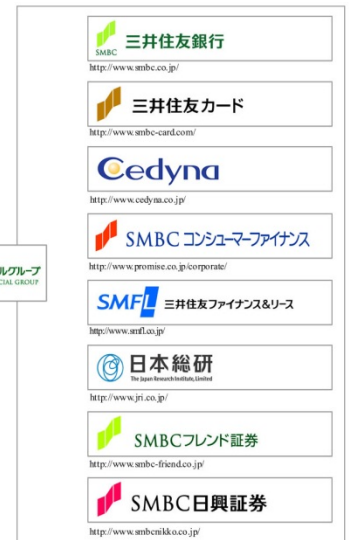 SMBC 三井住友銀行
http://www.smbc.co.jp/
三井住友カード
http://www.smbc-card.com/
Cedyna
http://www.cedyna.co.jp/
SMBC コンシューマーファイナンス
http://www.promise.co.jp/corporate/
ルグループ
CIAL GROUP
SMFL 三井住友ファイナンス&リース
http://www.smfl.co.jp/
日本総研
The Japan Research Institute, Limited
http://www.jri.co.jp/
SMBCフレンド証券
http://www.smbc-friend.co.jp/
SMBC日興証券
http://www.smbcnikko.co.jp/